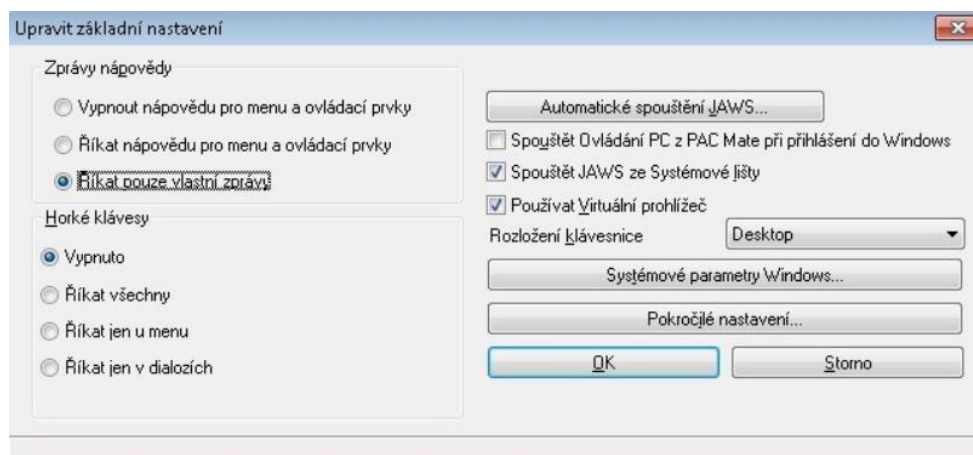 Upravit základní nastavení
Zprávy nápovědy
Vypnout nápovědu pro menu a ovládací prvky
Říkat nápovědu pro menu a ovládací prvky
Říkat pouze vlastní zprávy
Horké klávesy
Vypnuto
Říkat všechny
Říkat jen u menu
Říkat jen v dialozích
Automatické spouštění JAWS...
Spouštět Ovládání PC z PAC Mate při přihlášení do Windows
Spouštět JAWS ze Systémové lišty
Používat Virtuální prohlížeč
Rozložení klávesnice Desktop
Systémové parametry Windows...
Pokročilé nastavení...
OK Storno